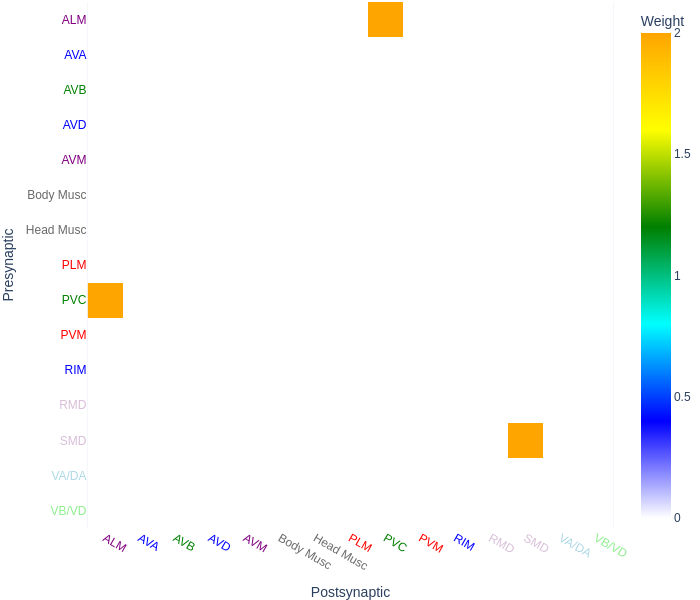 Weight
ALM
AVA
AVB
AVD
AVM
Body Musc
Head Musc
PLM
PVC
PVM
RIM
RMD
SMD
VA/DA
VB/VD
Presynaptic
2
1.5
1
0.5
0
ALM
AVA
AVB
AVD
AVM
Body Musc
Head Musc
PLM
PVC
PVM
RIM
RMD
SMD
VA/DA
VB/VD
Postsynaptic